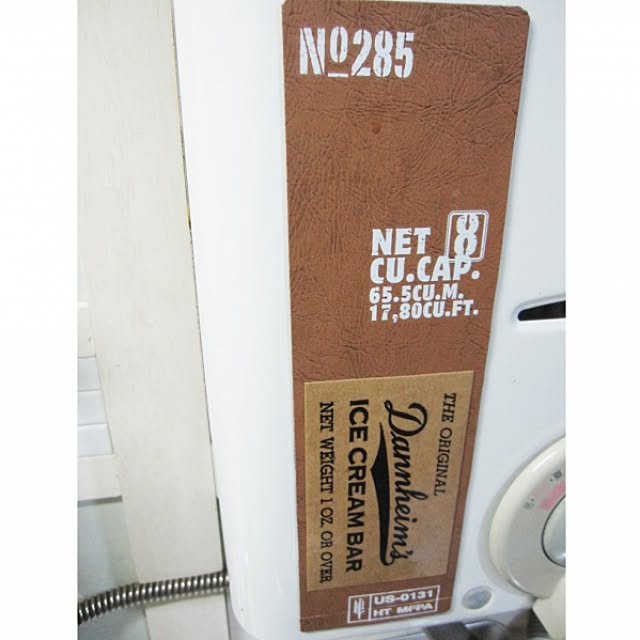 Nº285
NET 8
CU.CAP.
65.5CU.M.
17,80CU.FT.
THE ORIGINAL
Dannheim's
ICE CREAM BAR
NET WEIGHT 1 OZ. OR OVER
US-0131
HT MFPA